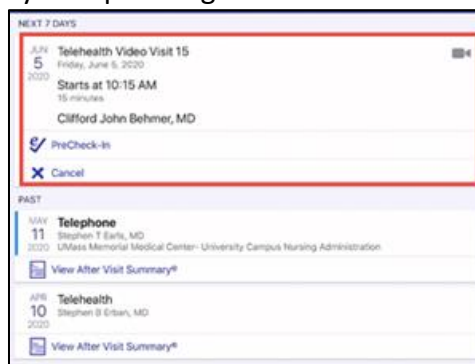 NEXT 7 DAYS
JUN
5
2020
Telehealth Video Visit 15
Friday, June 5, 2020
Starts at 10:15 AM
15 minutes
Clifford John Behmer, MD
PreCheck-In
Cancel
PAST
MAY
11
2020
Telephone
Stephen T Earls, MD
UMass Memorial Medical Center- University Campus Nursing Administration
View After Visit Summary®
APR
10
2020
Telehealth
Stephen B Erban, MD
View After Visit Summary®